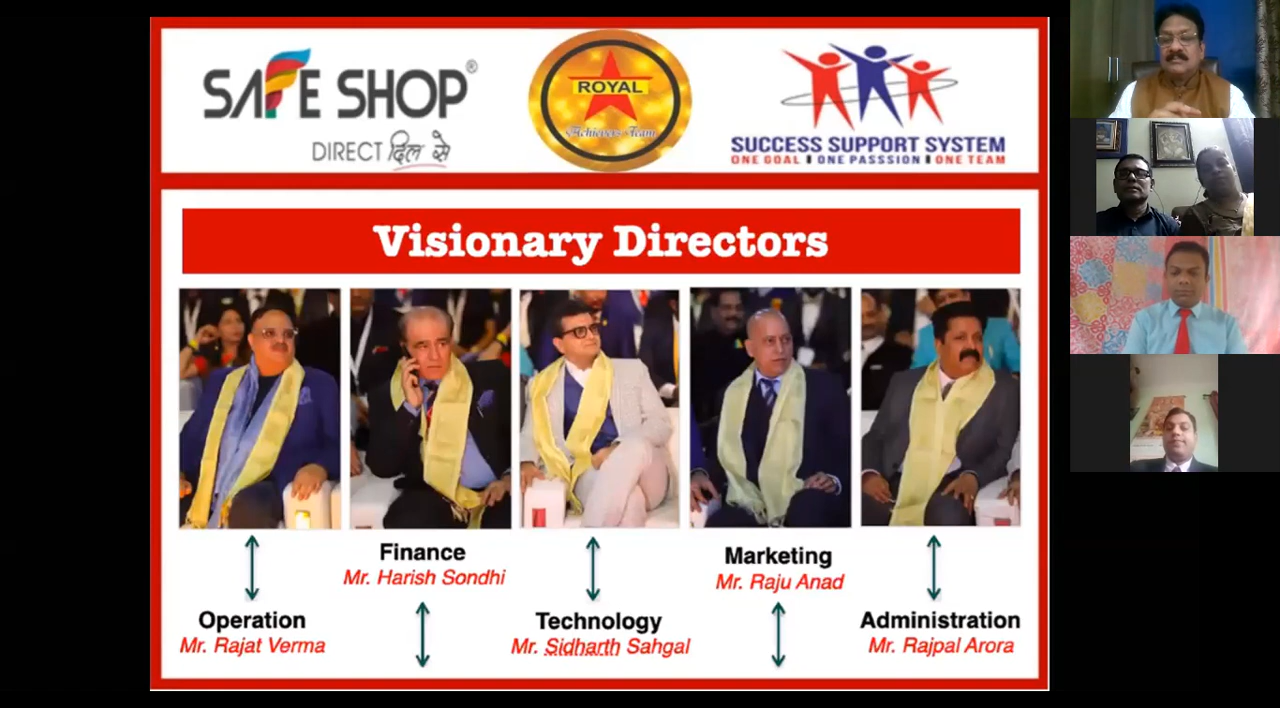 SAFE SHOP®
DIRECT दिल से
ROYAL
Achievers Team
SUCCESS SUPPORT SYSTEM
ONE GOAL I ONE PASSSION I ONE TEAM
Visionary Directors
Operation
Mr. Rajat Verma
Finance
Mr. Harish Sondhi
Technology
Mr. Sidharth Sahgal
Marketing
Mr. Raju Anad
Administration
Mr. Rajpal Arora